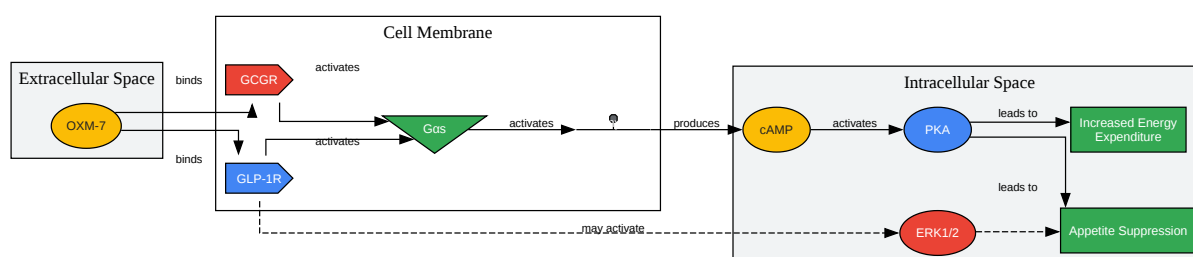 Cell Membrane
Extracellular Space
Intracellular Space
binds
GCGR
activates
OXM-7
Gαs
activates
produces
cAMP
activates
PKA
leads to
Increased Energy
Expenditure
activates
binds
GLP-1R
leads to
may activate
ERK1/2
Appetite Suppression